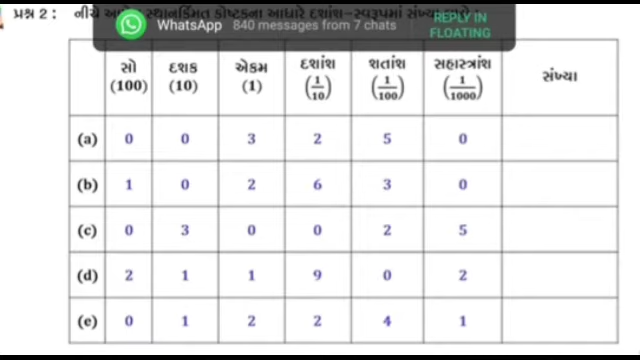 પ્રશ્ન 2 : નીચે
WhatsApp 840 messages from 7 chats REPLY IN FLOATING
સો (100) દશક (10) એકમ (1) દશાંશ (1/10) શતાંશ (1/100) સહાસ્ત્રાંશ (1/1000) સંખ્યા
(a) 0 0 3 2 5 0
(b) 1 0 2 6 3 0
(c) 0 3 0 0 2 5
(d) 2 1 1 9 0 2
(e) 0 1 2 2 4 1